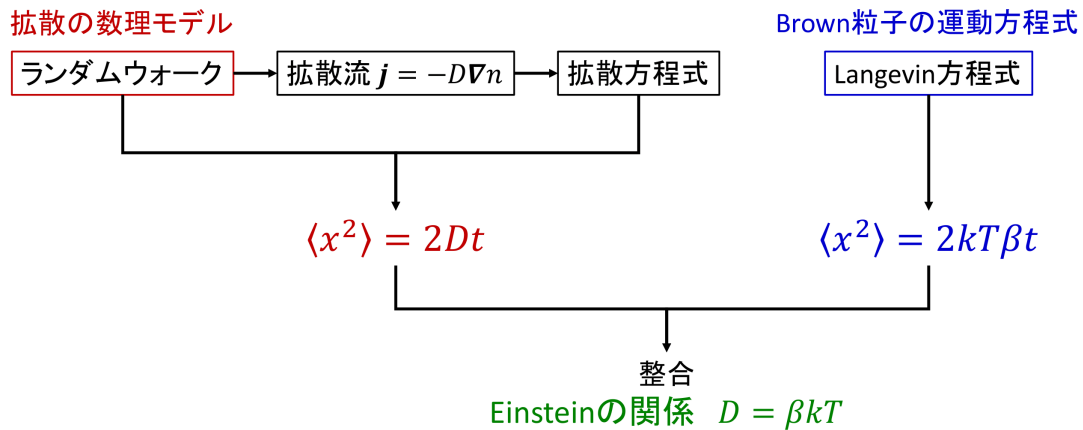 拡散の数理モデル
ランダムウォーク
拡散流 𝒋 = −𝐷𝛁𝑛
拡散方程式
Brown粒子の運動方程式
Langevin方程式
⟨𝑥²⟩ = 2𝐷𝑡
⟨𝑥²⟩ = 2𝑘𝑇𝛽𝑡
整合
Einsteinの関係 𝐷 = 𝛽𝑘𝑇